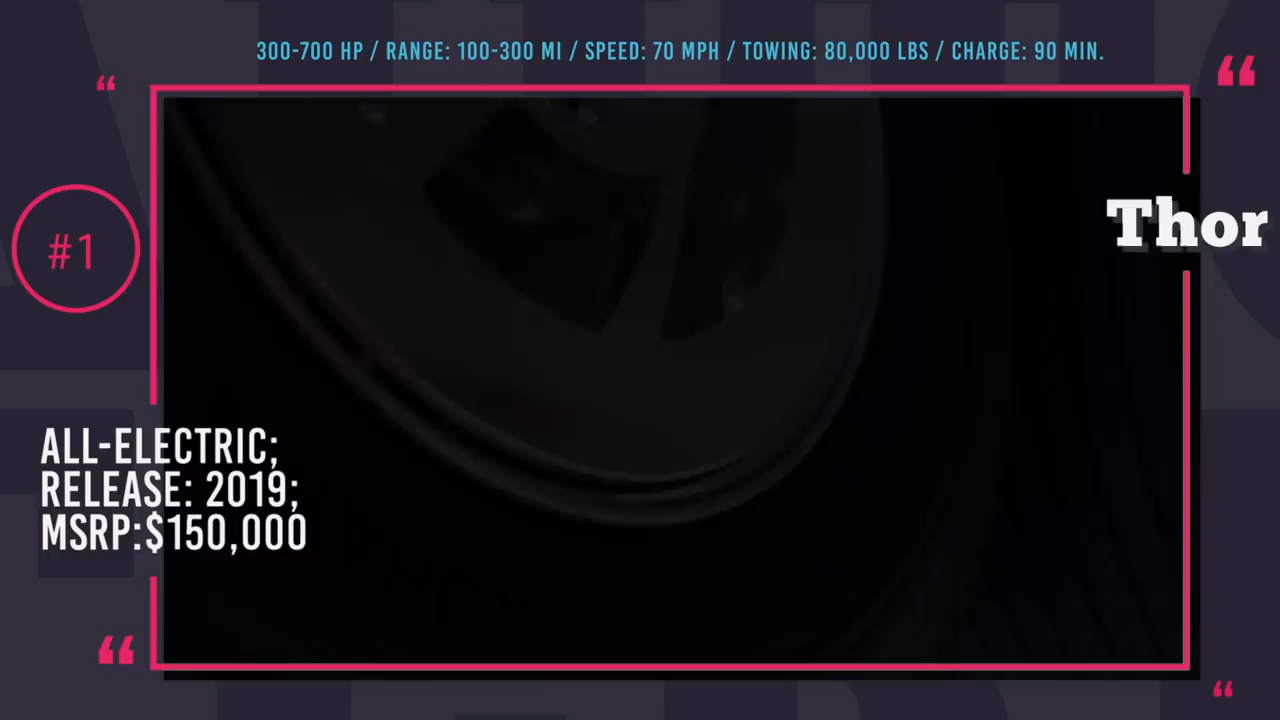 300-700 HP / RANGE: 100-300 MI / SPEED: 70 MPH / TOWING: 80,000 LBS / CHARGE: 90 MIN.
#1
Thor
ALL-ELECTRIC;
RELEASE: 2019;
MSRP:$150,000